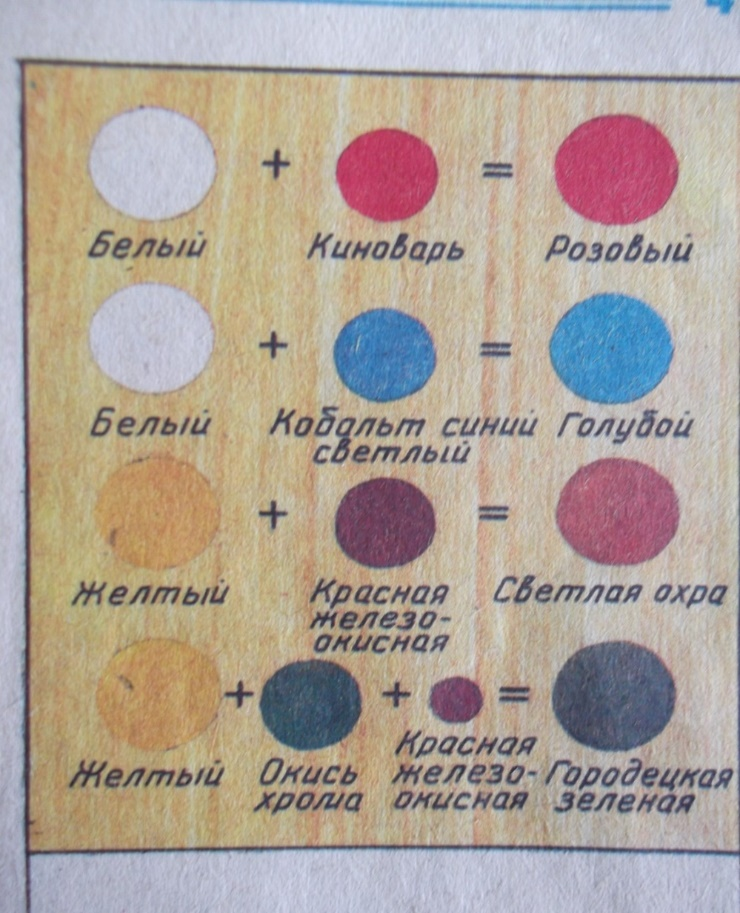 + =
Белый Киноварь Розовый
+ =
Белый Кобальт синий Голубой
светлый
+ =
Желтый Красная Светлая охра
железо-
окисная
+ + =
Красная
Желтый Окись железо- Городецкая
хрома окисная зеленая